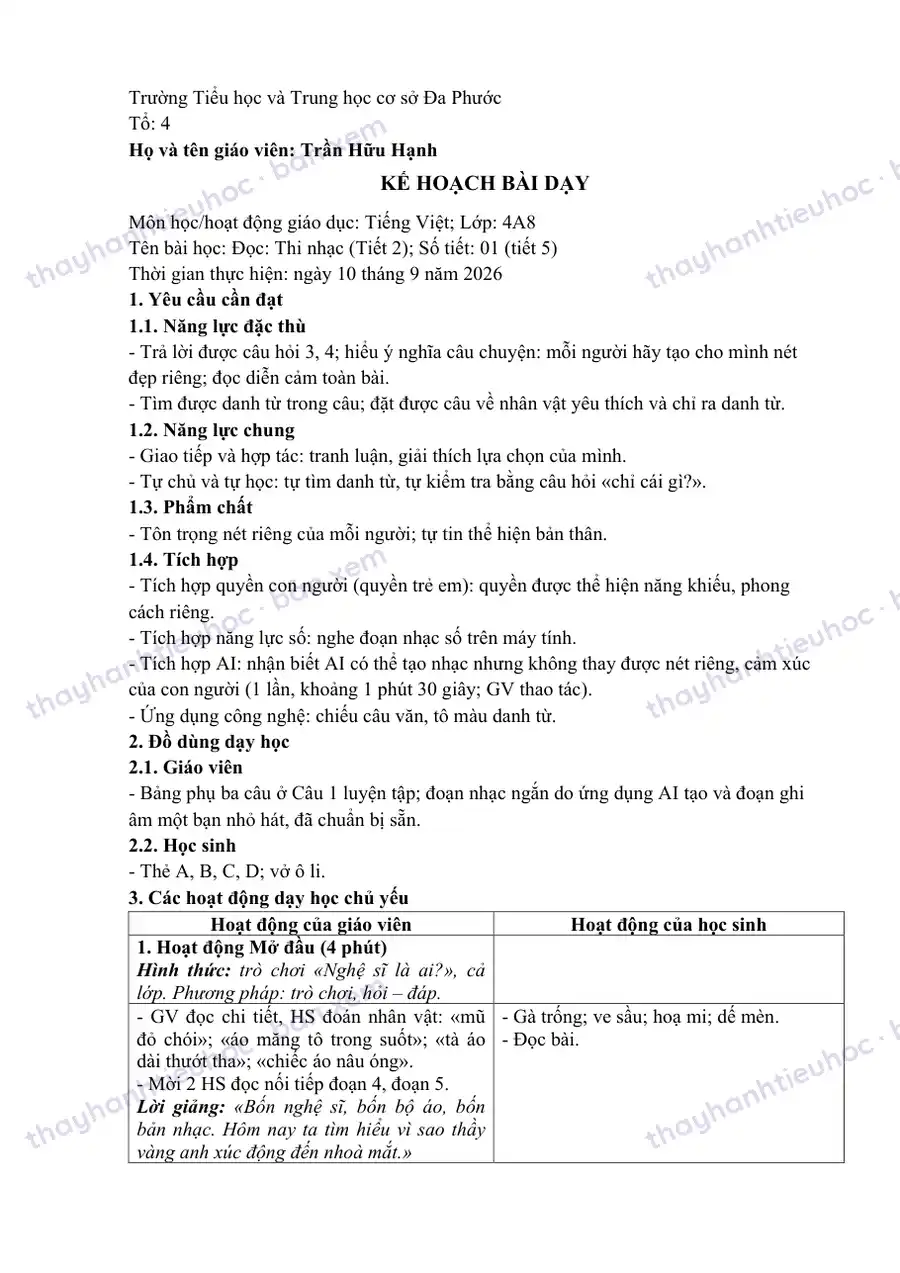 Trường Tiểu học và Trung học cơ sở Đa Phước
Tổ: 4
Họ và tên giáo viên: Trần Hữu Hạnh
KẾ HOẠCH BÀI DẠY
Môn học/hoạt động giáo dục: Tiếng Việt; Lớp: 4A8
Tên bài học: Đọc: Thi nhạc (Tiết 2); Số tiết: 01 (tiết 5)
Thời gian thực hiện: ngày 10 tháng 9 năm 2026
1. Yêu cầu cần đạt
1.1. Năng lực đặc thù
- Trả lời được câu hỏi 3, 4; hiểu ý nghĩa câu chuyện: mỗi người hãy tạo cho mình nét
đẹp riêng; đọc diễn cảm toàn bài.
- Tìm được danh từ trong câu; đặt được câu về nhân vật yêu thích và chỉ ra danh từ.
1.2. Năng lực chung
- Giao tiếp và hợp tác: tranh luận, giải thích lựa chọn của mình.
- Tự chủ và tự học: tự tìm danh từ, tự kiểm tra bằng câu hỏi «chỉ cái gì?».
1.3. Phẩm chất
- Tôn trọng nét riêng của mỗi người; tự tin thể hiện bản thân.
1.4. Tích hợp
- Tích hợp quyền con người (quyền trẻ em): quyền được thể hiện năng khiếu, phong
cách riêng.
- Tích hợp năng lực số: nghe đoạn nhạc số trên máy tính.
- Tích hợp AI: nhận biết AI có thể tạo nhạc nhưng không thay được nét riêng, cảm xúc
của con người (1 lần, khoảng 1 phút 30 giây; GV thao tác).
- Ứng dụng công nghệ: chiếu câu văn, tô màu danh từ.
2. Đồ dùng dạy học
2.1. Giáo viên
- Bảng phụ ba câu ở Câu 1 luyện tập; đoạn nhạc ngắn do ứng dụng AI tạo và đoạn ghi
âm một bạn nhỏ hát, đã chuẩn bị sẵn.
2.2. Học sinh
- Thẻ A, B, C, D; vở ô li.
3. Các hoạt động dạy học chủ yếu
Hoạt động của giáo viên
Hoạt động của học sinh
1. Hoạt động Mở đầu (4 phút)
Hình thức: trò chơi «Nghệ sĩ là ai?», cả
lớp. Phương pháp: trò chơi, hỏi – đáp.
- GV đọc chi tiết, HS đoán nhân vật: «mũ
đỏ chói»; «áo măng tô trong suốt»; «tà áo
dài thướt tha»; «chiếc áo nâu óng».
- Mời 2 HS đọc nối tiếp đoạn 4, đoạn 5.
Lời giảng: «Bốn nghệ sĩ, bốn bộ áo, bốn
bản nhạc. Hôm nay ta tìm hiểu vì sao thầy
vàng anh xúc động đến nhoà mắt.»
- Gà trống; ve sầu; hoạ mi; dế mèn.
- Đọc bài.
thayhanhtieuhoc · bản xem
thayhanhtieuhoc · b
thayhanhtieuhoc · bản xem
thayhanhtieuhoc · b
thayhanhtieuhoc · bản xem
thayhanhtieuhoc · b